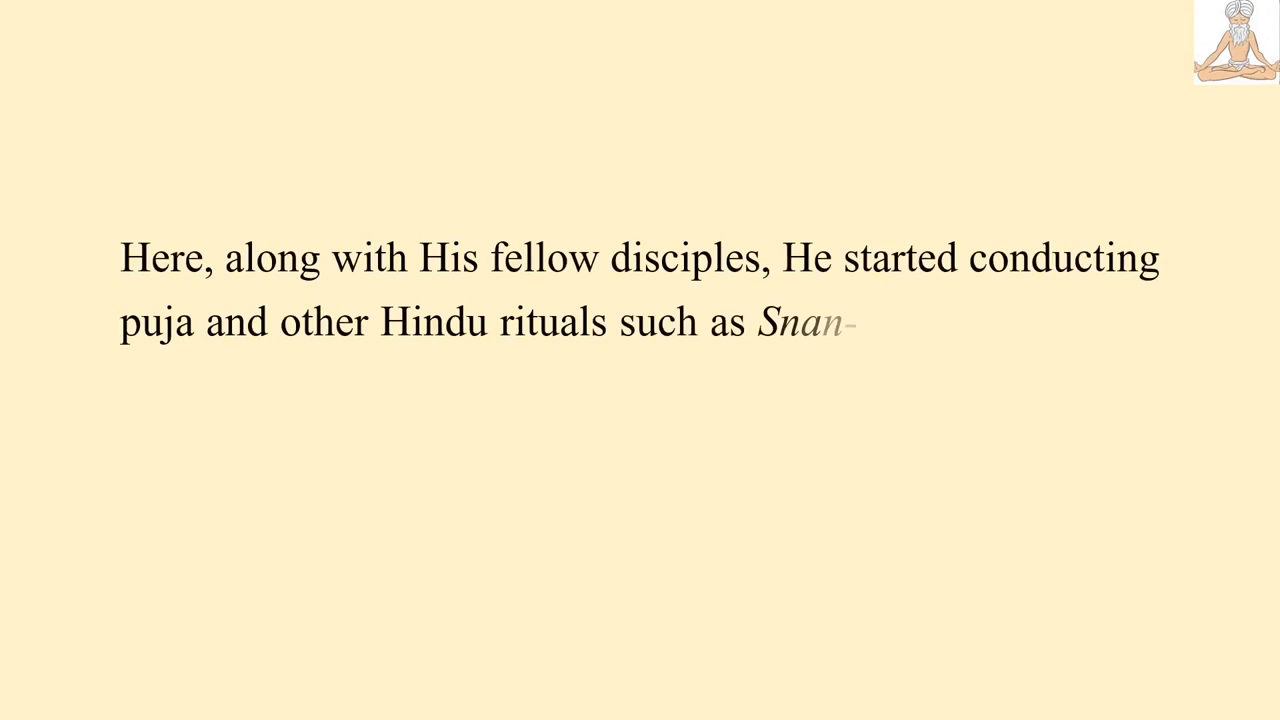 Here, along with His fellow disciples, He started conducting
puja and other Hindu rituals such as Snan-